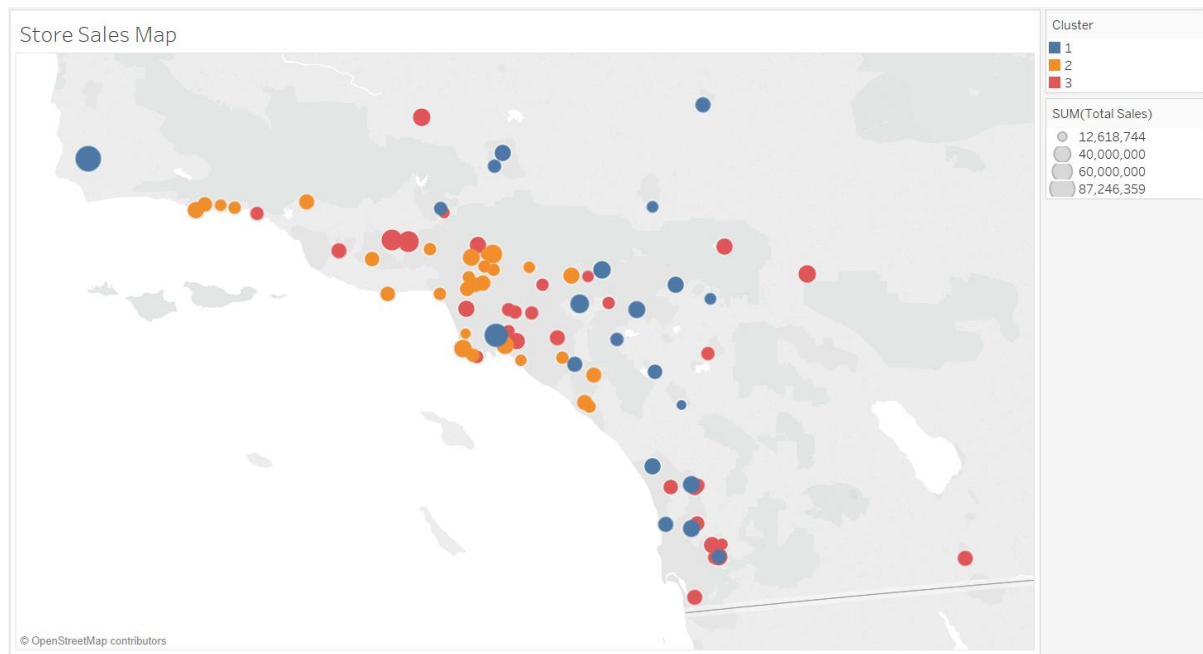 Store Sales Map
© OpenStreetMap contributors
Cluster
1
2
3
SUM(Total Sales)
12,618,744
40,000,000
60,000,000
87,246,359